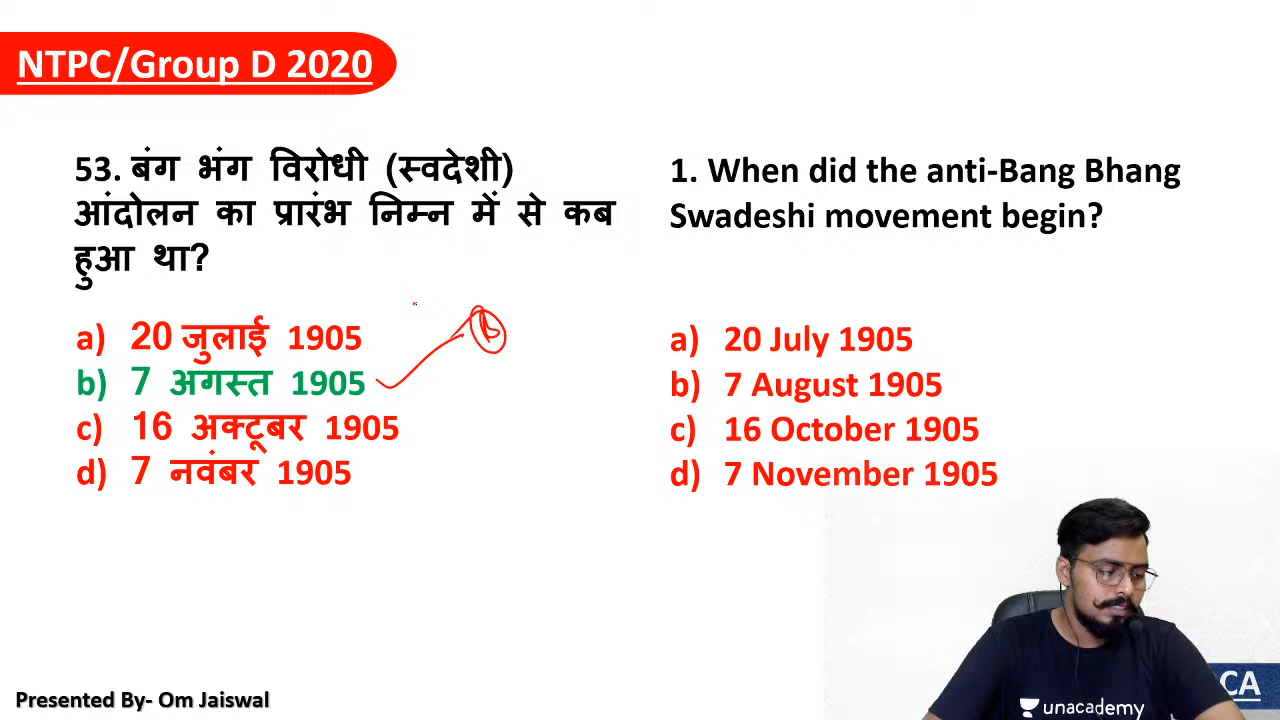 NTPC/Group D 2020
53. बंग भंग विरोधी (स्वदेशी)
आंदोलन का प्रारंभ निम्न में से कब
हुआ था?
a) 20 जुलाई 1905
b) 7 अगस्त 1905
c) 16 अक्टूबर 1905
d) 7 नवंबर 1905
1. When did the anti-Bang Bhang
Swadeshi movement begin?
a) 20 July 1905
b) 7 August 1905
c) 16 October 1905
d) 7 November 1905
CA
unacademy
Presented By- Om Jaiswal